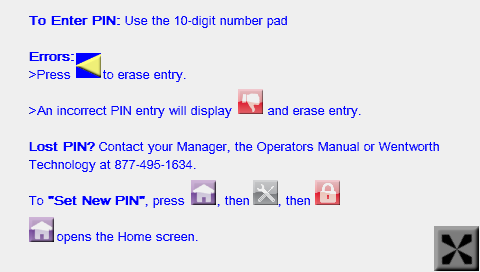 To Enter PIN: Use the 10-digit number pad
Errors:
>Press to erase entry.
>An incorrect PIN entry will display and erase entry.
Lost PIN? Contact your Manager, the Operators Manual or Wentworth
Technology at 877-495-1634.
To "Set New PIN", press , then , then
opens the Home screen.